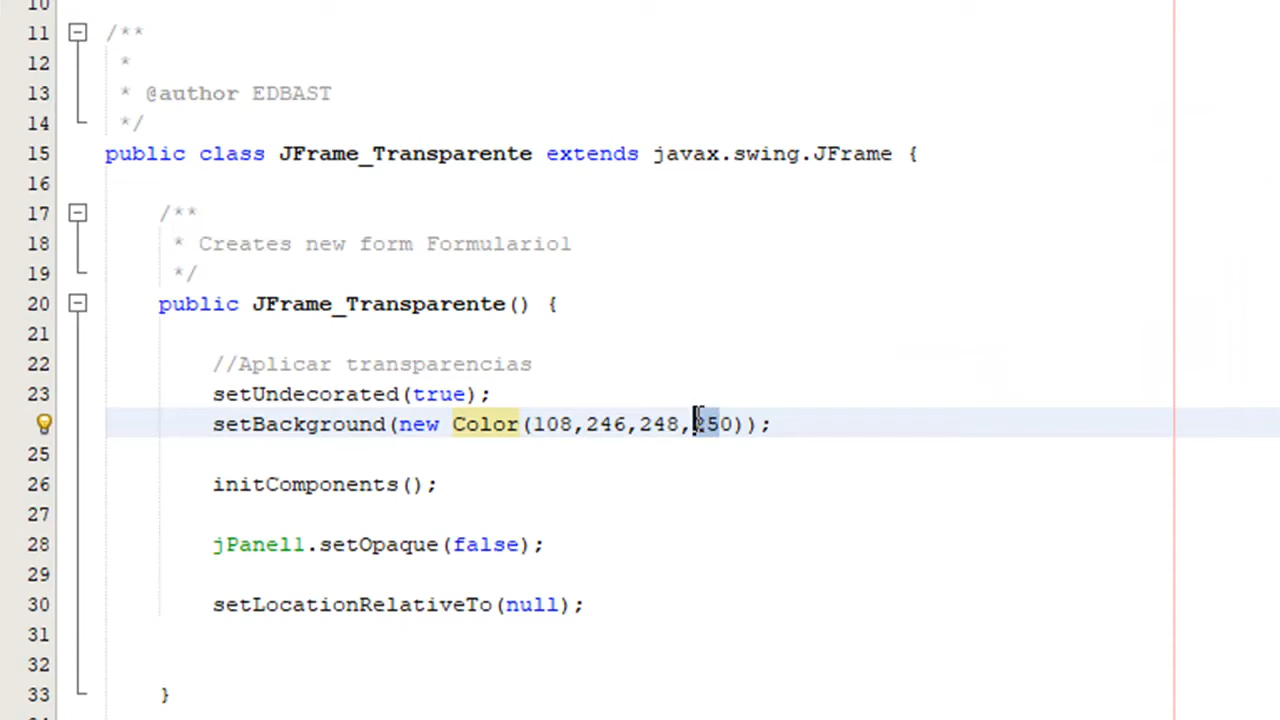 10
11 /**
12 *
13 * @author EDBAST
14 */
15 public class JFrame_Transparente extends javax.swing.JFrame {
16
17 /**
18 * Creates new form Formulario1
19 */
20 public JFrame_Transparente() {
21
22 //Aplicar transparencias
23 setUndecorated(true);
24 setBackground(new Color(108,246,248, 50));
25
26 initComponents();
27
28 jPanel1.setOpaque(false);
29
30 setLocationRelativeTo(null);
31
32
33 }